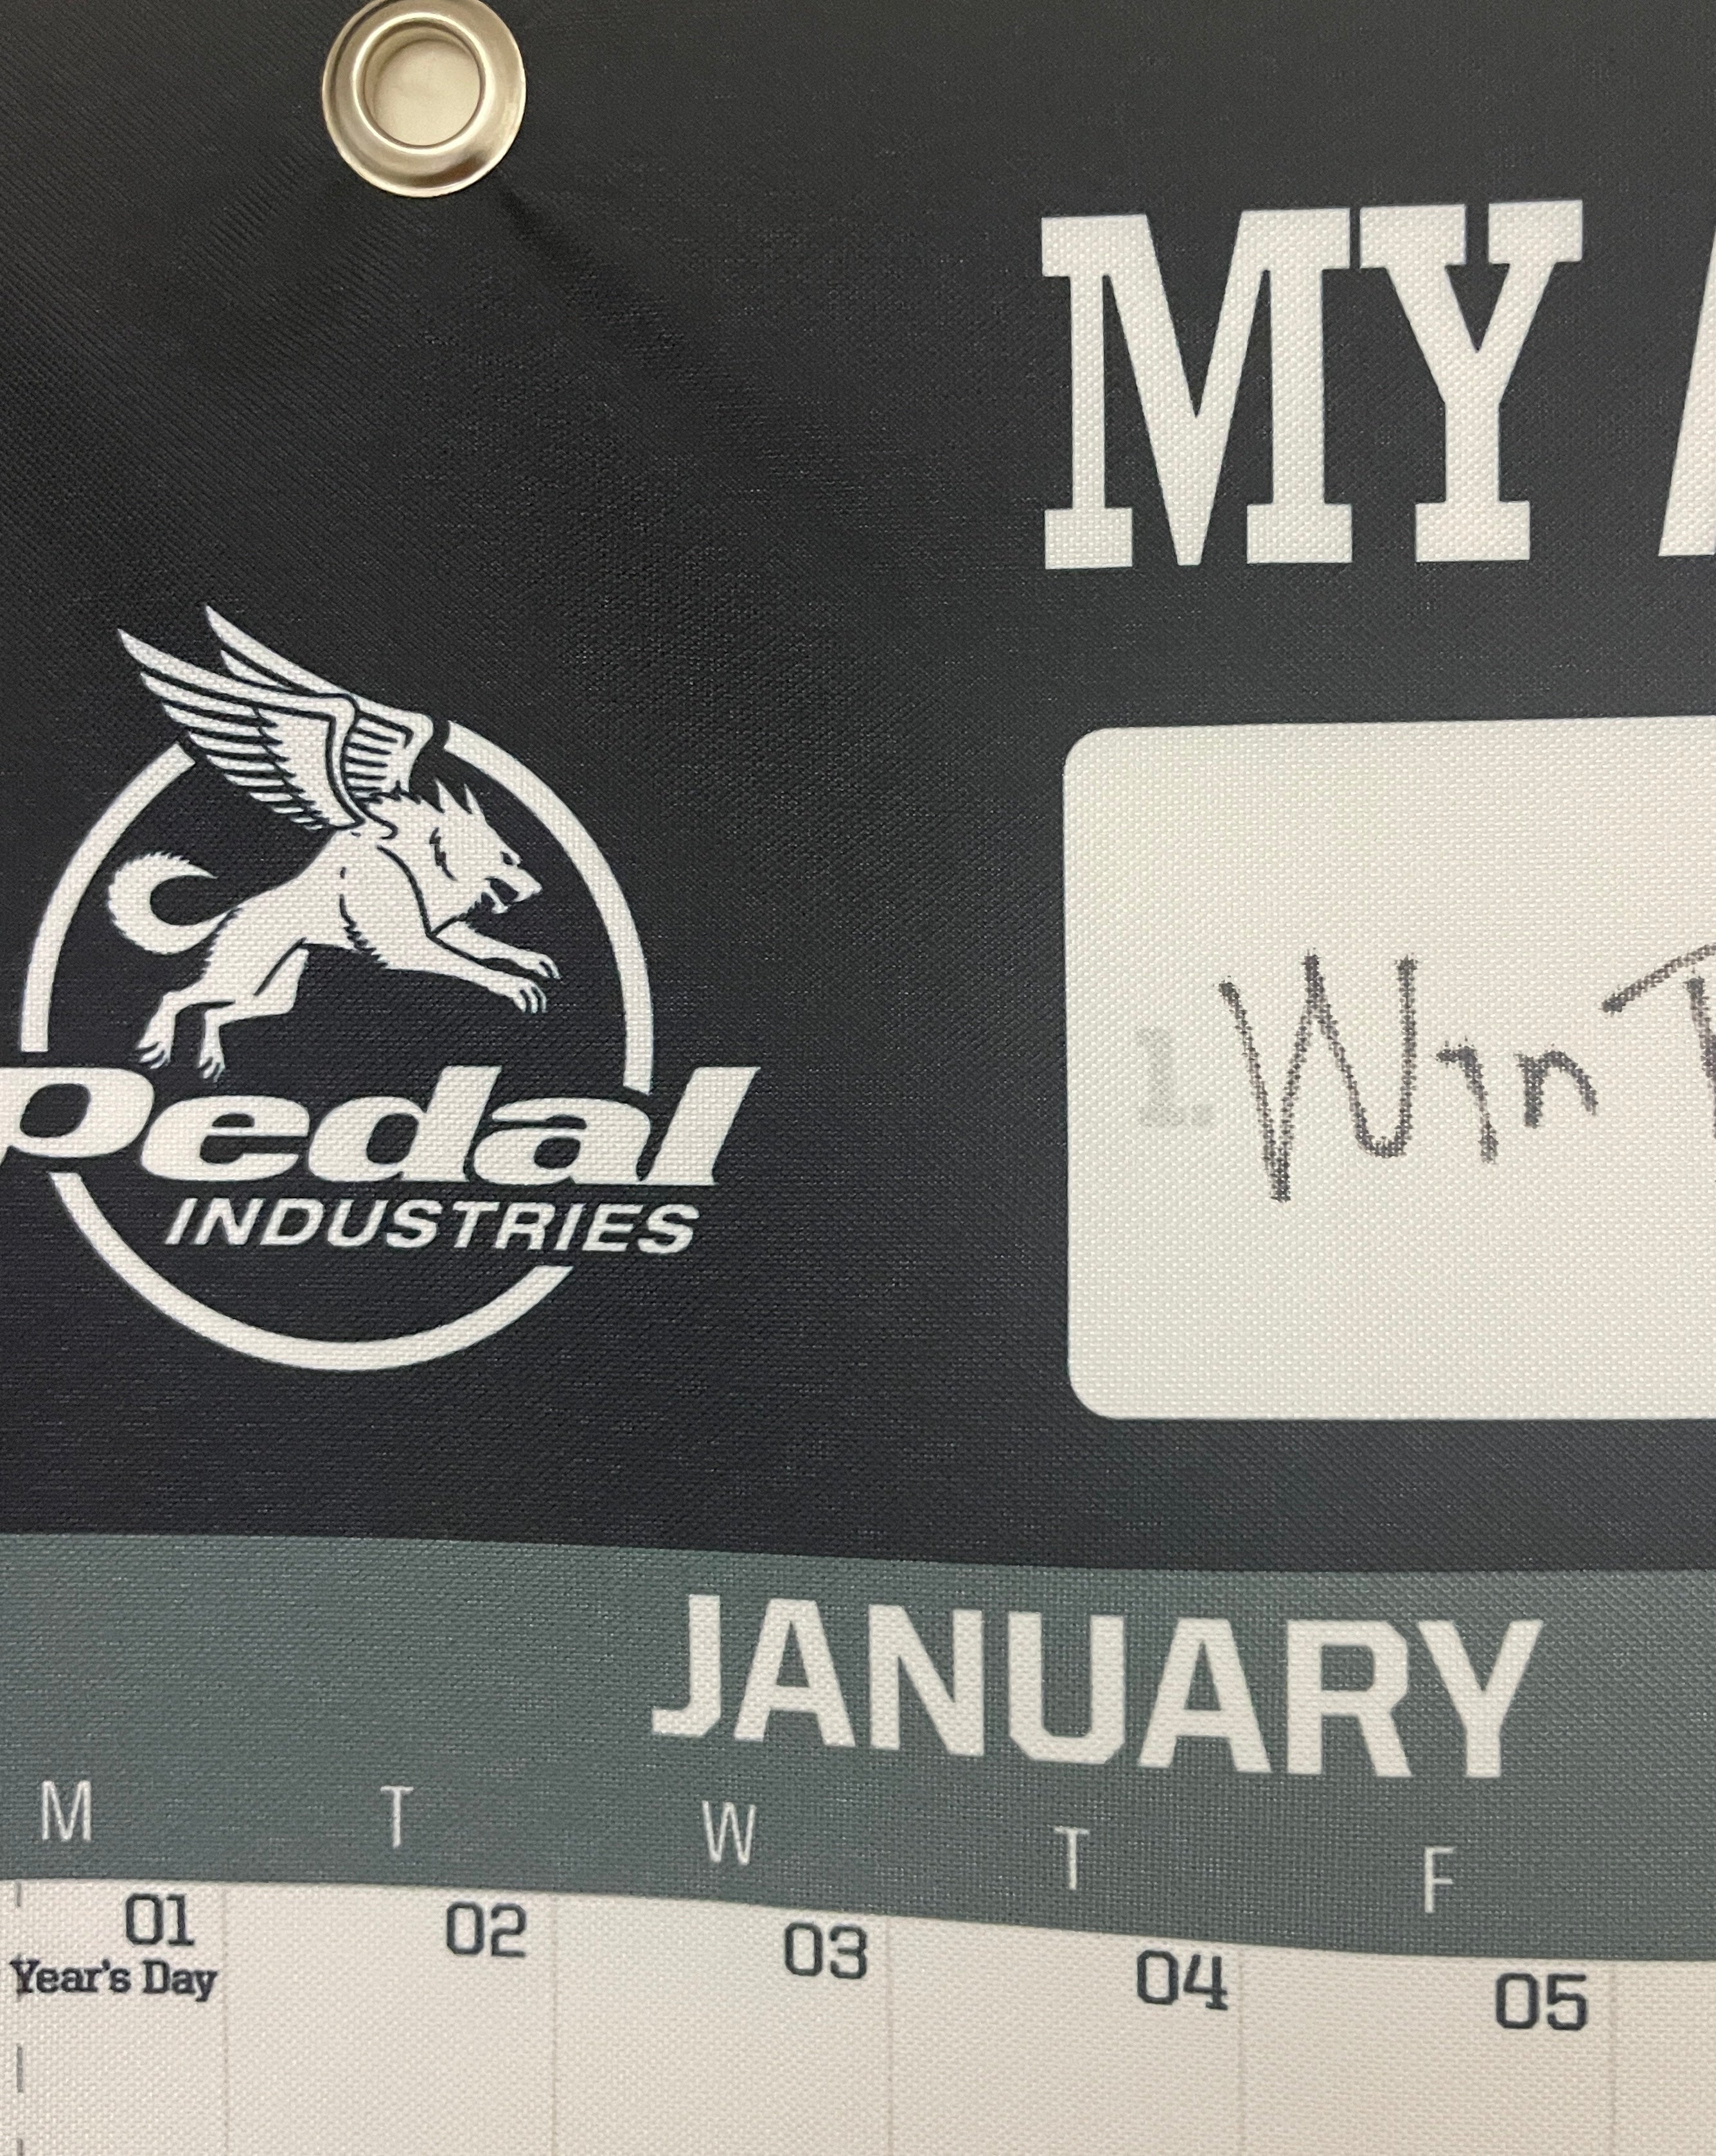 MY
Pedal
INDUSTRIES
1. Win
JANUARY
M T W T F
01 02 03 04 05
Year's Day